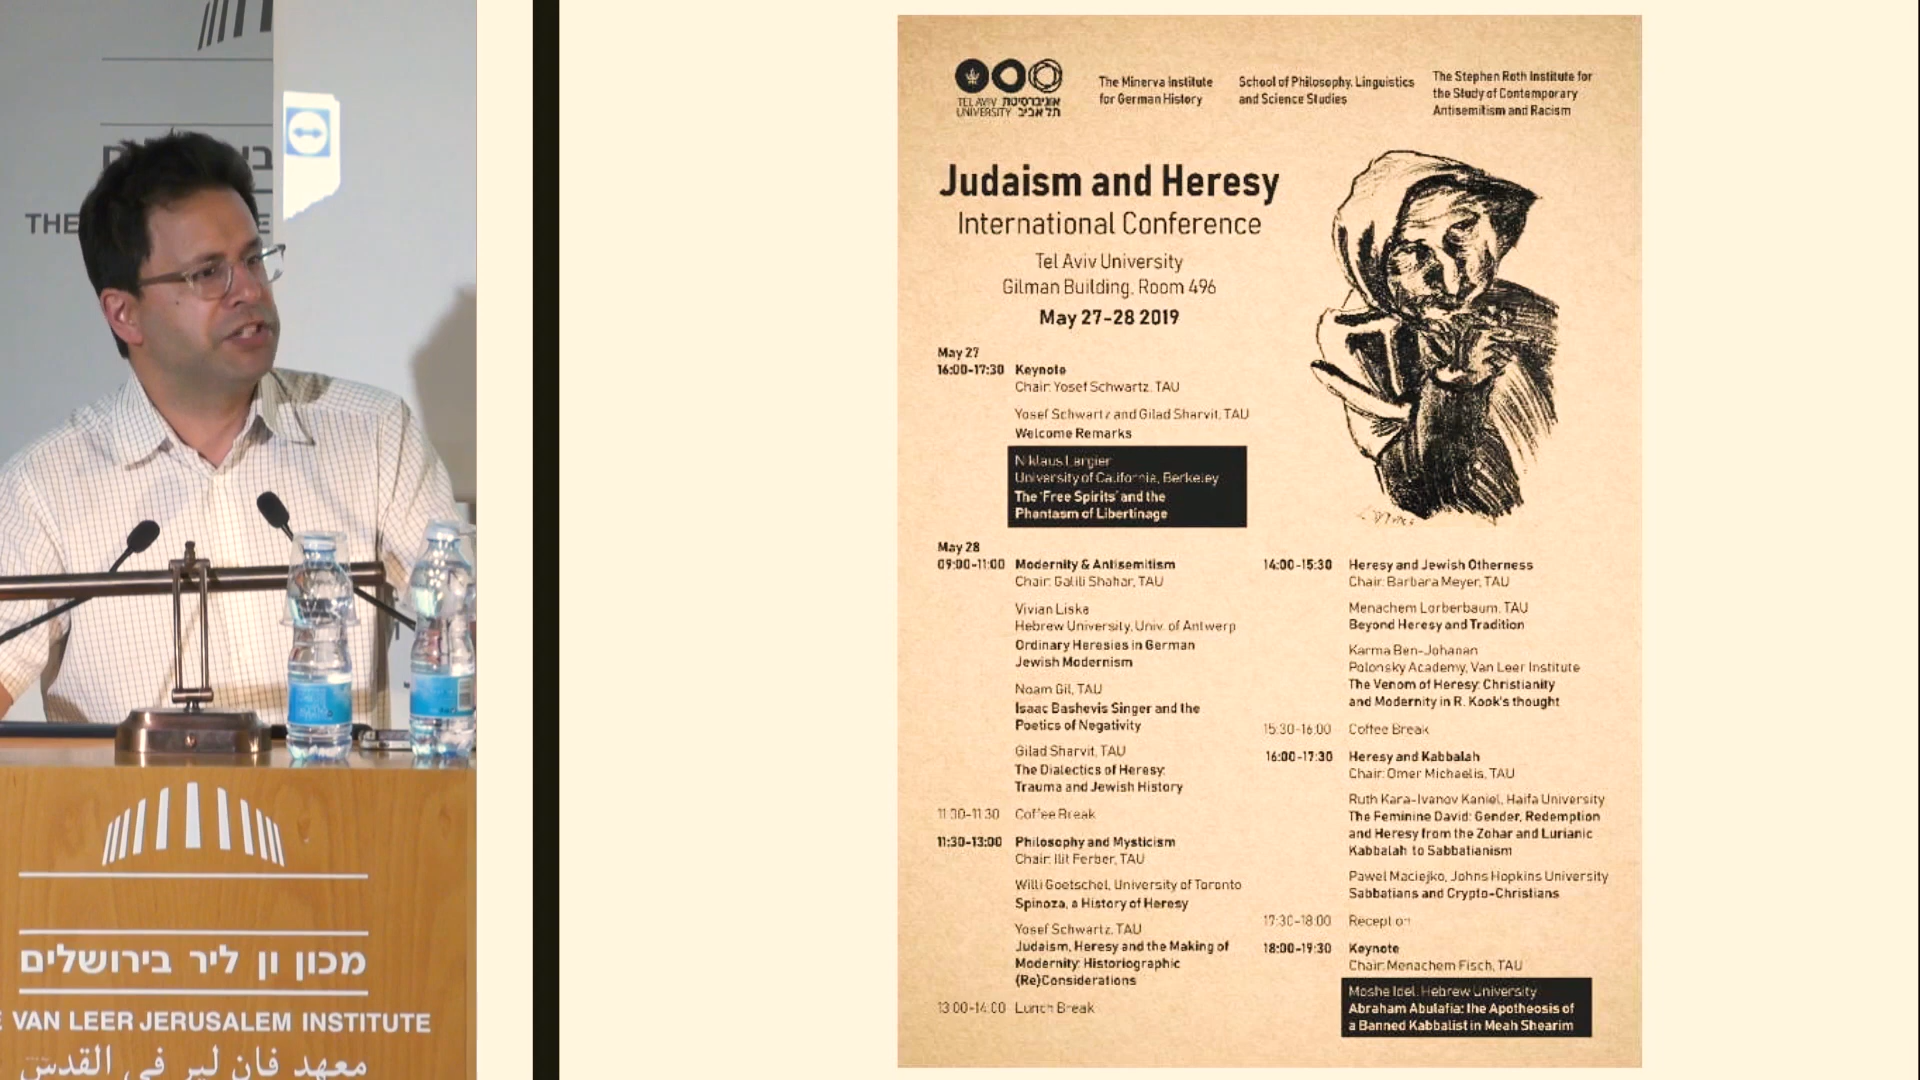 THE
TEL AVIV אוניברסיטת
UNIVERSITY תל אביב
The Minerva Institute
for German History
School of Philosophy, Linguistics
and Science Studies
The Stephen Roth Institute for
the Study of Contemporary
Antisemitism and Racism
Judaism and Heresy
International Conference
Tel Aviv University
Gilman Building, Room 496
May 27-28 2019
May 27
16:00-17:30 Keynote
Chair: Yosef Schwartz, TAU
Yosef Schwartz and Gilad Sharvit, TAU
Welcome Remarks
Niklaus Largier
University of California, Berkeley
The 'Free Spirits' and the
Phantasm of Libertinage
May 28
09:00-11:00 Modernity & Antisemitism
Chair: Galili Shahar, TAU
Vivian Liska
Hebrew University, Univ. of Antwerp
Ordinary Heresies in German
Jewish Modernism
Noam Gil, TAU
Isaac Bashevis Singer and the
Poetics of Negativity
Gilad Sharvit, TAU
The Dialectics of Heresy:
Trauma and Jewish History
11:30-11:30 Coffee Break
11:30-13:00 Philosophy and Mysticism
Chair: Ilit Ferber, TAU
Willi Goetschel, University of Toronto
Spinoza, a History of Heresy
Yosef Schwartz, TAU
Judaism, Heresy and the Making of
Modernity: Historiographic
(Re)Considerations
13:00-14:00 Lunch Break
14:00-15:30 Heresy and Jewish Otherness
Chair: Barbara Meyer, TAU
Menachem Lorberbaum, TAU
Beyond Heresy and Tradition
Karma Ben-Johanan
Polonsky Academy, Van Leer Institute
The Venom of Heresy: Christianity
and Modernity in R. Kook's thought
15:30-16:00 Coffee Break
16:00-17:30 Heresy and Kabbalah
Chair: Omer Michaelis, TAU
Ruth Kara-Ivanov Kaniel, Haifa University
The Feminine David: Gender, Redemption
and Heresy from the Zohar and Lurianic
Kabbalah to Sabbatianism
Pawel Maciejko, Johns Hopkins University
Sabbatians and Crypto-Christians
17:30-18:00 Reception
18:00-19:30 Keynote
Chair: Menachem Fisch, TAU
Moshe Idel, Hebrew University
Abraham Abulafia: the Apotheosis of
a Banned Kabbalist in Meah Shearim
מכון ון ליר בירושלים
VAN LEER JERUSALEM INSTITUTE
معهد فان لير في القدس